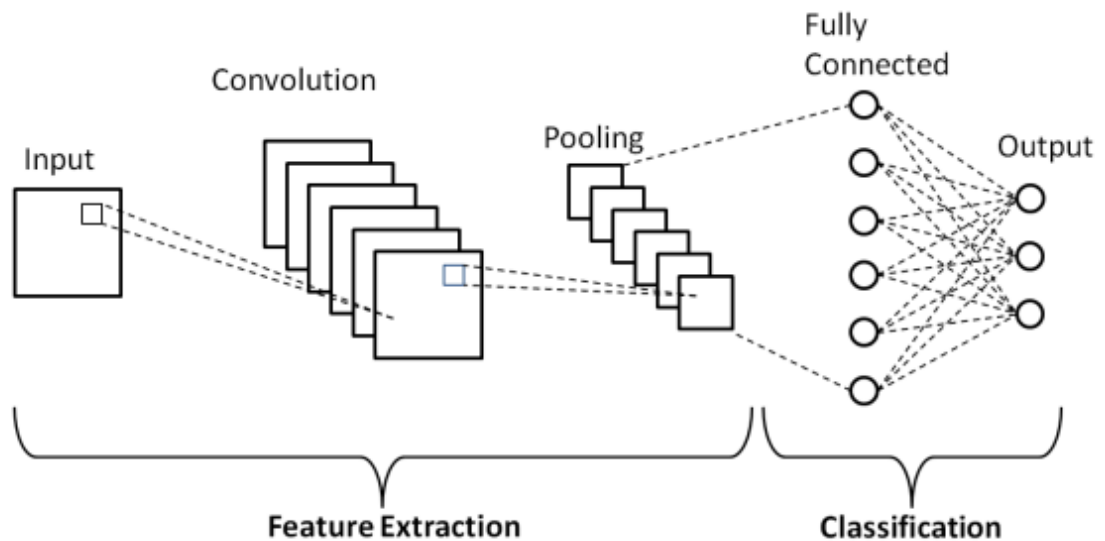 Input
Convolution
Pooling
Fully
Connected
Output
Feature Extraction
Classification